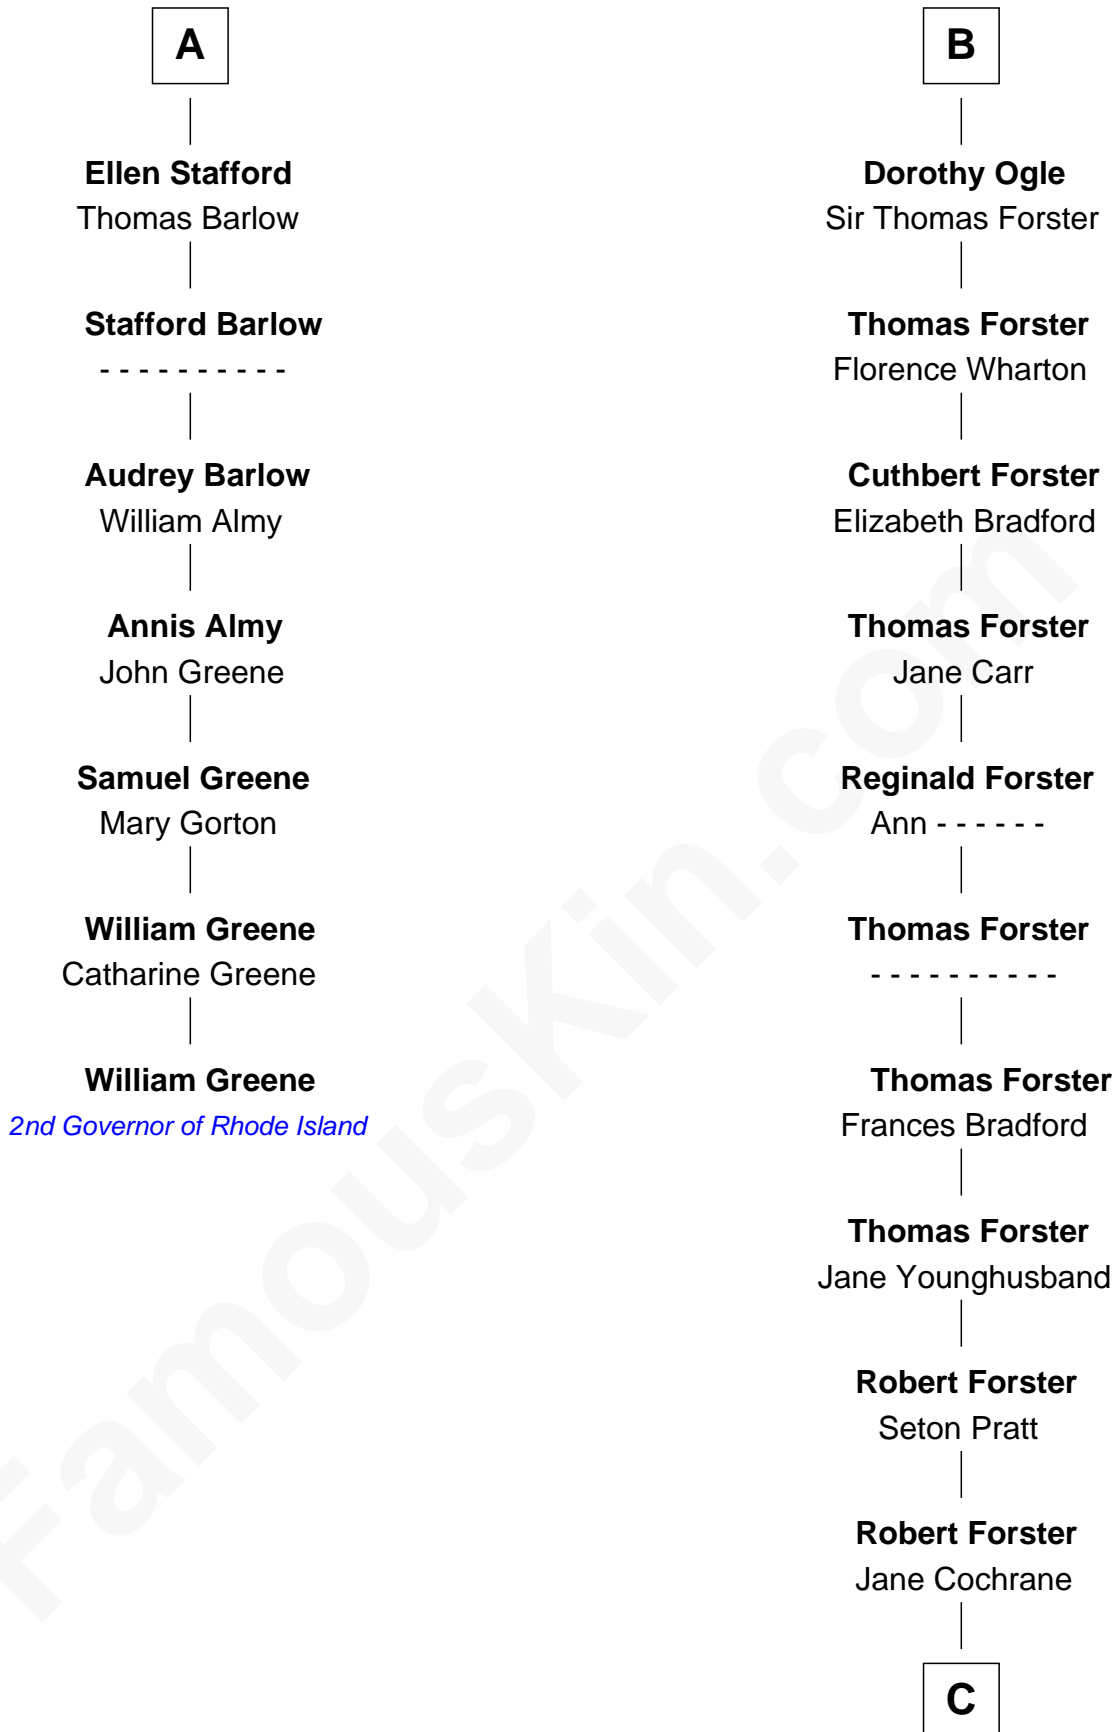 A
Ellen Stafford
Thomas Barlow
Stafford Barlow
- - - - - - - - - -
Audrey Barlow
William Almy
Annis Almy
John Greene
Samuel Greene
Mary Gorton
William Greene
Catharine Greene
William Greene
2nd Governor of Rhode Island
B
Dorothy Ogle
Sir Thomas Forster
Thomas Forster
Florence Wharton
Cuthbert Forster
Elizabeth Bradford
Thomas Forster
Jane Carr
Reginald Forster
Ann - - - - - -
Thomas Forster
- - - - - - - - - -
Thomas Forster
Frances Bradford
Thomas Forster
Jane Younghusband
Robert Forster
Seton Pratt
Robert Forster
Jane Cochrane
C
FamousKin.com